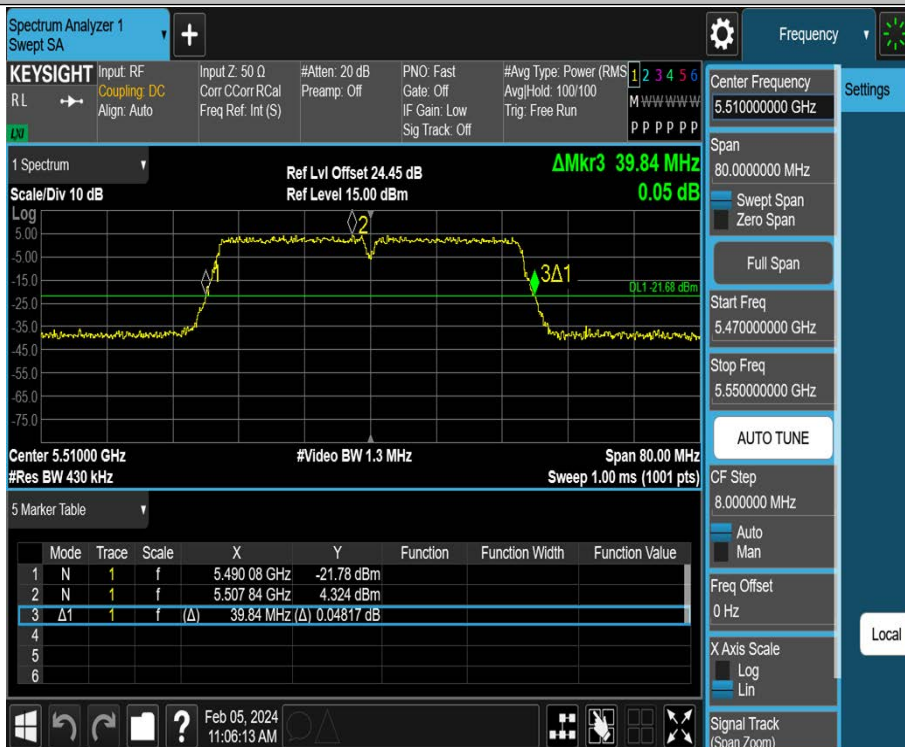 Spectrum Analyzer 1
Swept SA
+
Frequency
KEYSIGHT
RL
LXI
Input: RF
Coupling: DC
Align: Auto
Input Z: 50 Ω
Corr CCorr RCal
Freq Ref: Int (S)
#Atten: 20 dB
Preamp: Off
PNO: Fast
Gate: Off
IF Gain: Low
Sig Track: Off
#Avg Type: Power (RMS
Avg|Hold: 100/100
Trig: Free Run
1 2 3 4 5 6
M W W W W W
P P P P P P
1 Spectrum
Scale/Div 10 dB
Ref Lvl Offset 24.45 dB
Ref Level 15.00 dBm
ΔMkr3 39.84 MHz
0.05 dB
Log
5.00
-5.00
-15.0
-25.0
-35.0
-45.0
-55.0
-65.0
-75.0
1
2
3Δ1
DL1 -21.68 dBm
Center 5.51000 GHz
#Res BW 430 kHz
#Video BW 1.3 MHz
Span 80.00 MHz
Sweep 1.00 ms (1001 pts)
5 Marker Table
Mode Trace Scale X Y Function Function Width Function Value
1 N 1 f 5.490 08 GHz -21.78 dBm
2 N 1 f 5.507 84 GHz 4.324 dBm
3 Δ1 1 f (Δ) 39.84 MHz (Δ) 0.04817 dB
4
5
6
?
Feb 05, 2024
11:06:13 AM
Center Frequency
5.510000000 GHz
Span
80.0000000 MHz
Swept Span
Zero Span
Full Span
Start Freq
5.470000000 GHz
Stop Freq
5.550000000 GHz
AUTO TUNE
CF Step
8.000000 MHz
Auto
Man
Freq Offset
0 Hz
X Axis Scale
Log
Lin
Signal Track
(Span Zoom)
Settings
Local